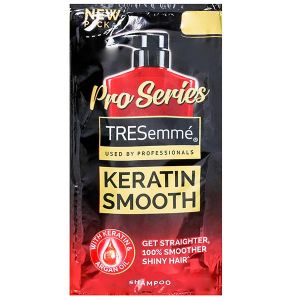 NEW
PACK
Pro Series
TRESemmé®
USED BY PROFESSIONALS
KERATIN
SMOOTH
WITH KERATIN &
ARGAN OIL
GET STRAIGHTER,
100% SMOOTHER
SHINY HAIR*
SHAMPOO